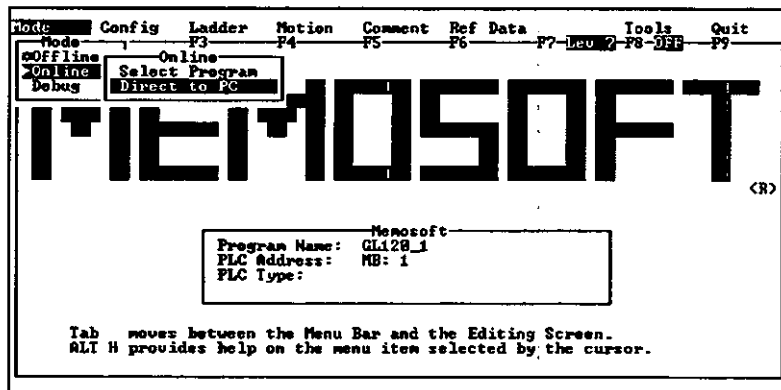 Mode Config Ladder Motion Comment Ref Data Tools Quit
Mode F3 F4 F5 F6 F7-Lev ?-F8-OFF F9
Offline Online
>Online Select Program
Debug Direct to PC
MEMOSOFT
<R>
Memosoft
Program Name: GL120_1
PLC Address: MB: 1
PLC Type:
Tab moves between the Menu Bar and the Editing Screen.
ALT H provides help on the menu item selected by the cursor.